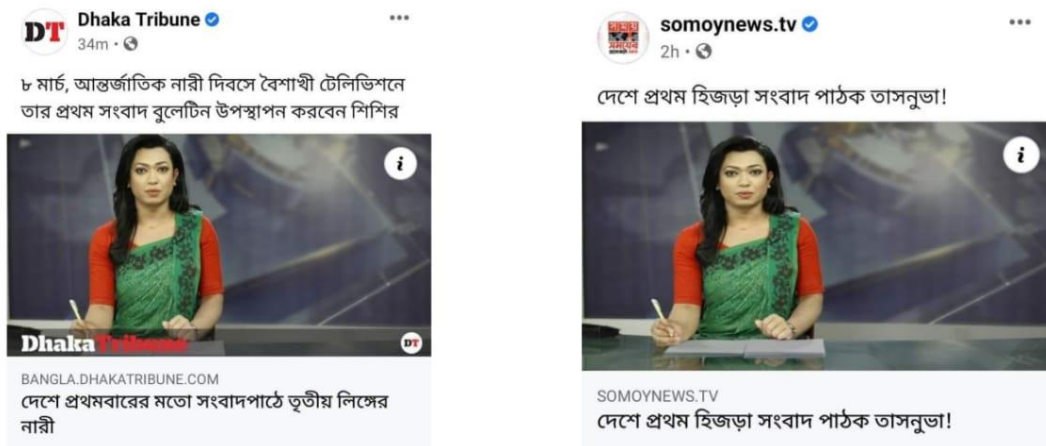 Dhaka Tribune
34m
৮ মার্চ, আন্তর্জাতিক নারী দিবসে বৈশাখী টেলিভিশনে
তার প্রথম সংবাদ বুলেটিন উপস্থাপন করবেন শিশির
Dhaka Tribune
DT
BANGLA.DHAKATRIBUNE.COM
দেশে প্রথমবারের মতো সংবাদপাঠে তৃতীয় লিঙ্গের
নারী
somoynews.tv
2h
দেশে প্রথম হিজড়া সংবাদ পাঠক তাসনুভা!
SOMOYNEWS.TV
দেশে প্রথম হিজড়া সংবাদ পাঠক তাসনুভা!